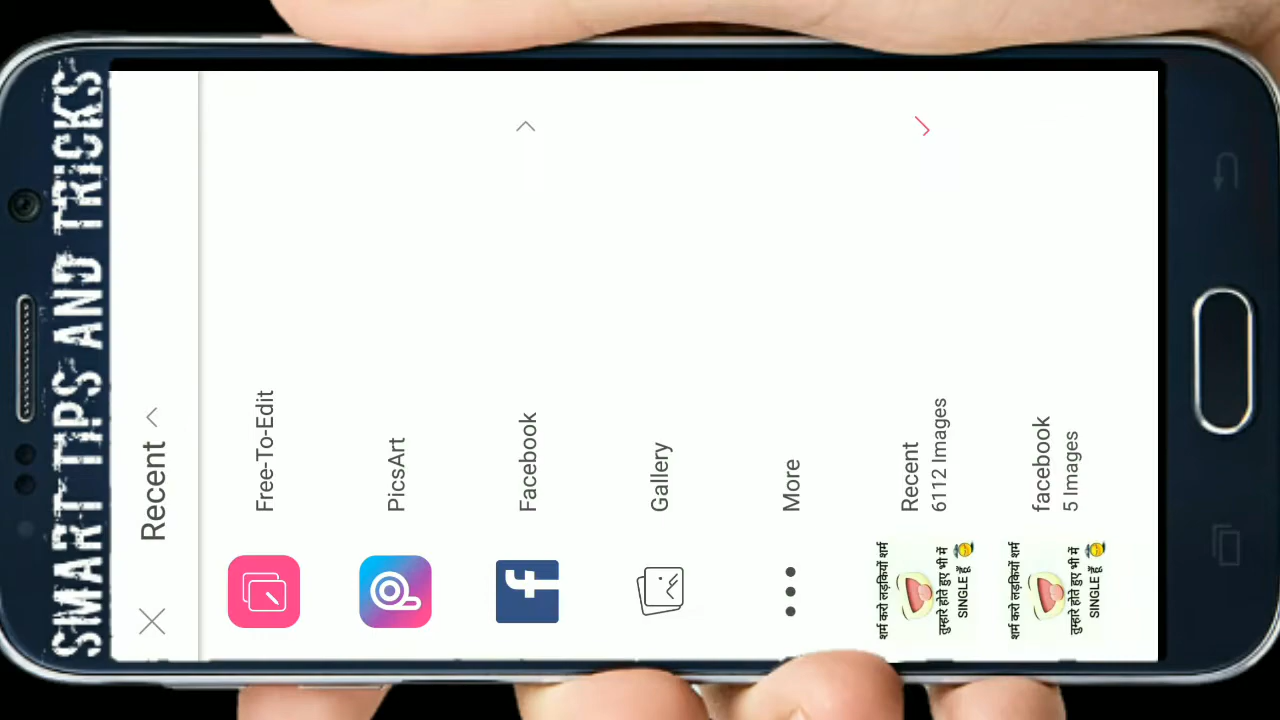 SMART TIPS AND TRICKS
Recent
Free-To-Edit
PicsArt
Facebook
Gallery
More
Recent
6112 Images
शर्म करो लड़कियों शर्म
तुम्हारे होते हुए भी में
SINGLE हूँ
facebook
5 Images
शर्म करो लड़कियों शर्म
तुम्हारे होते हुए भी में
SINGLE हूँ